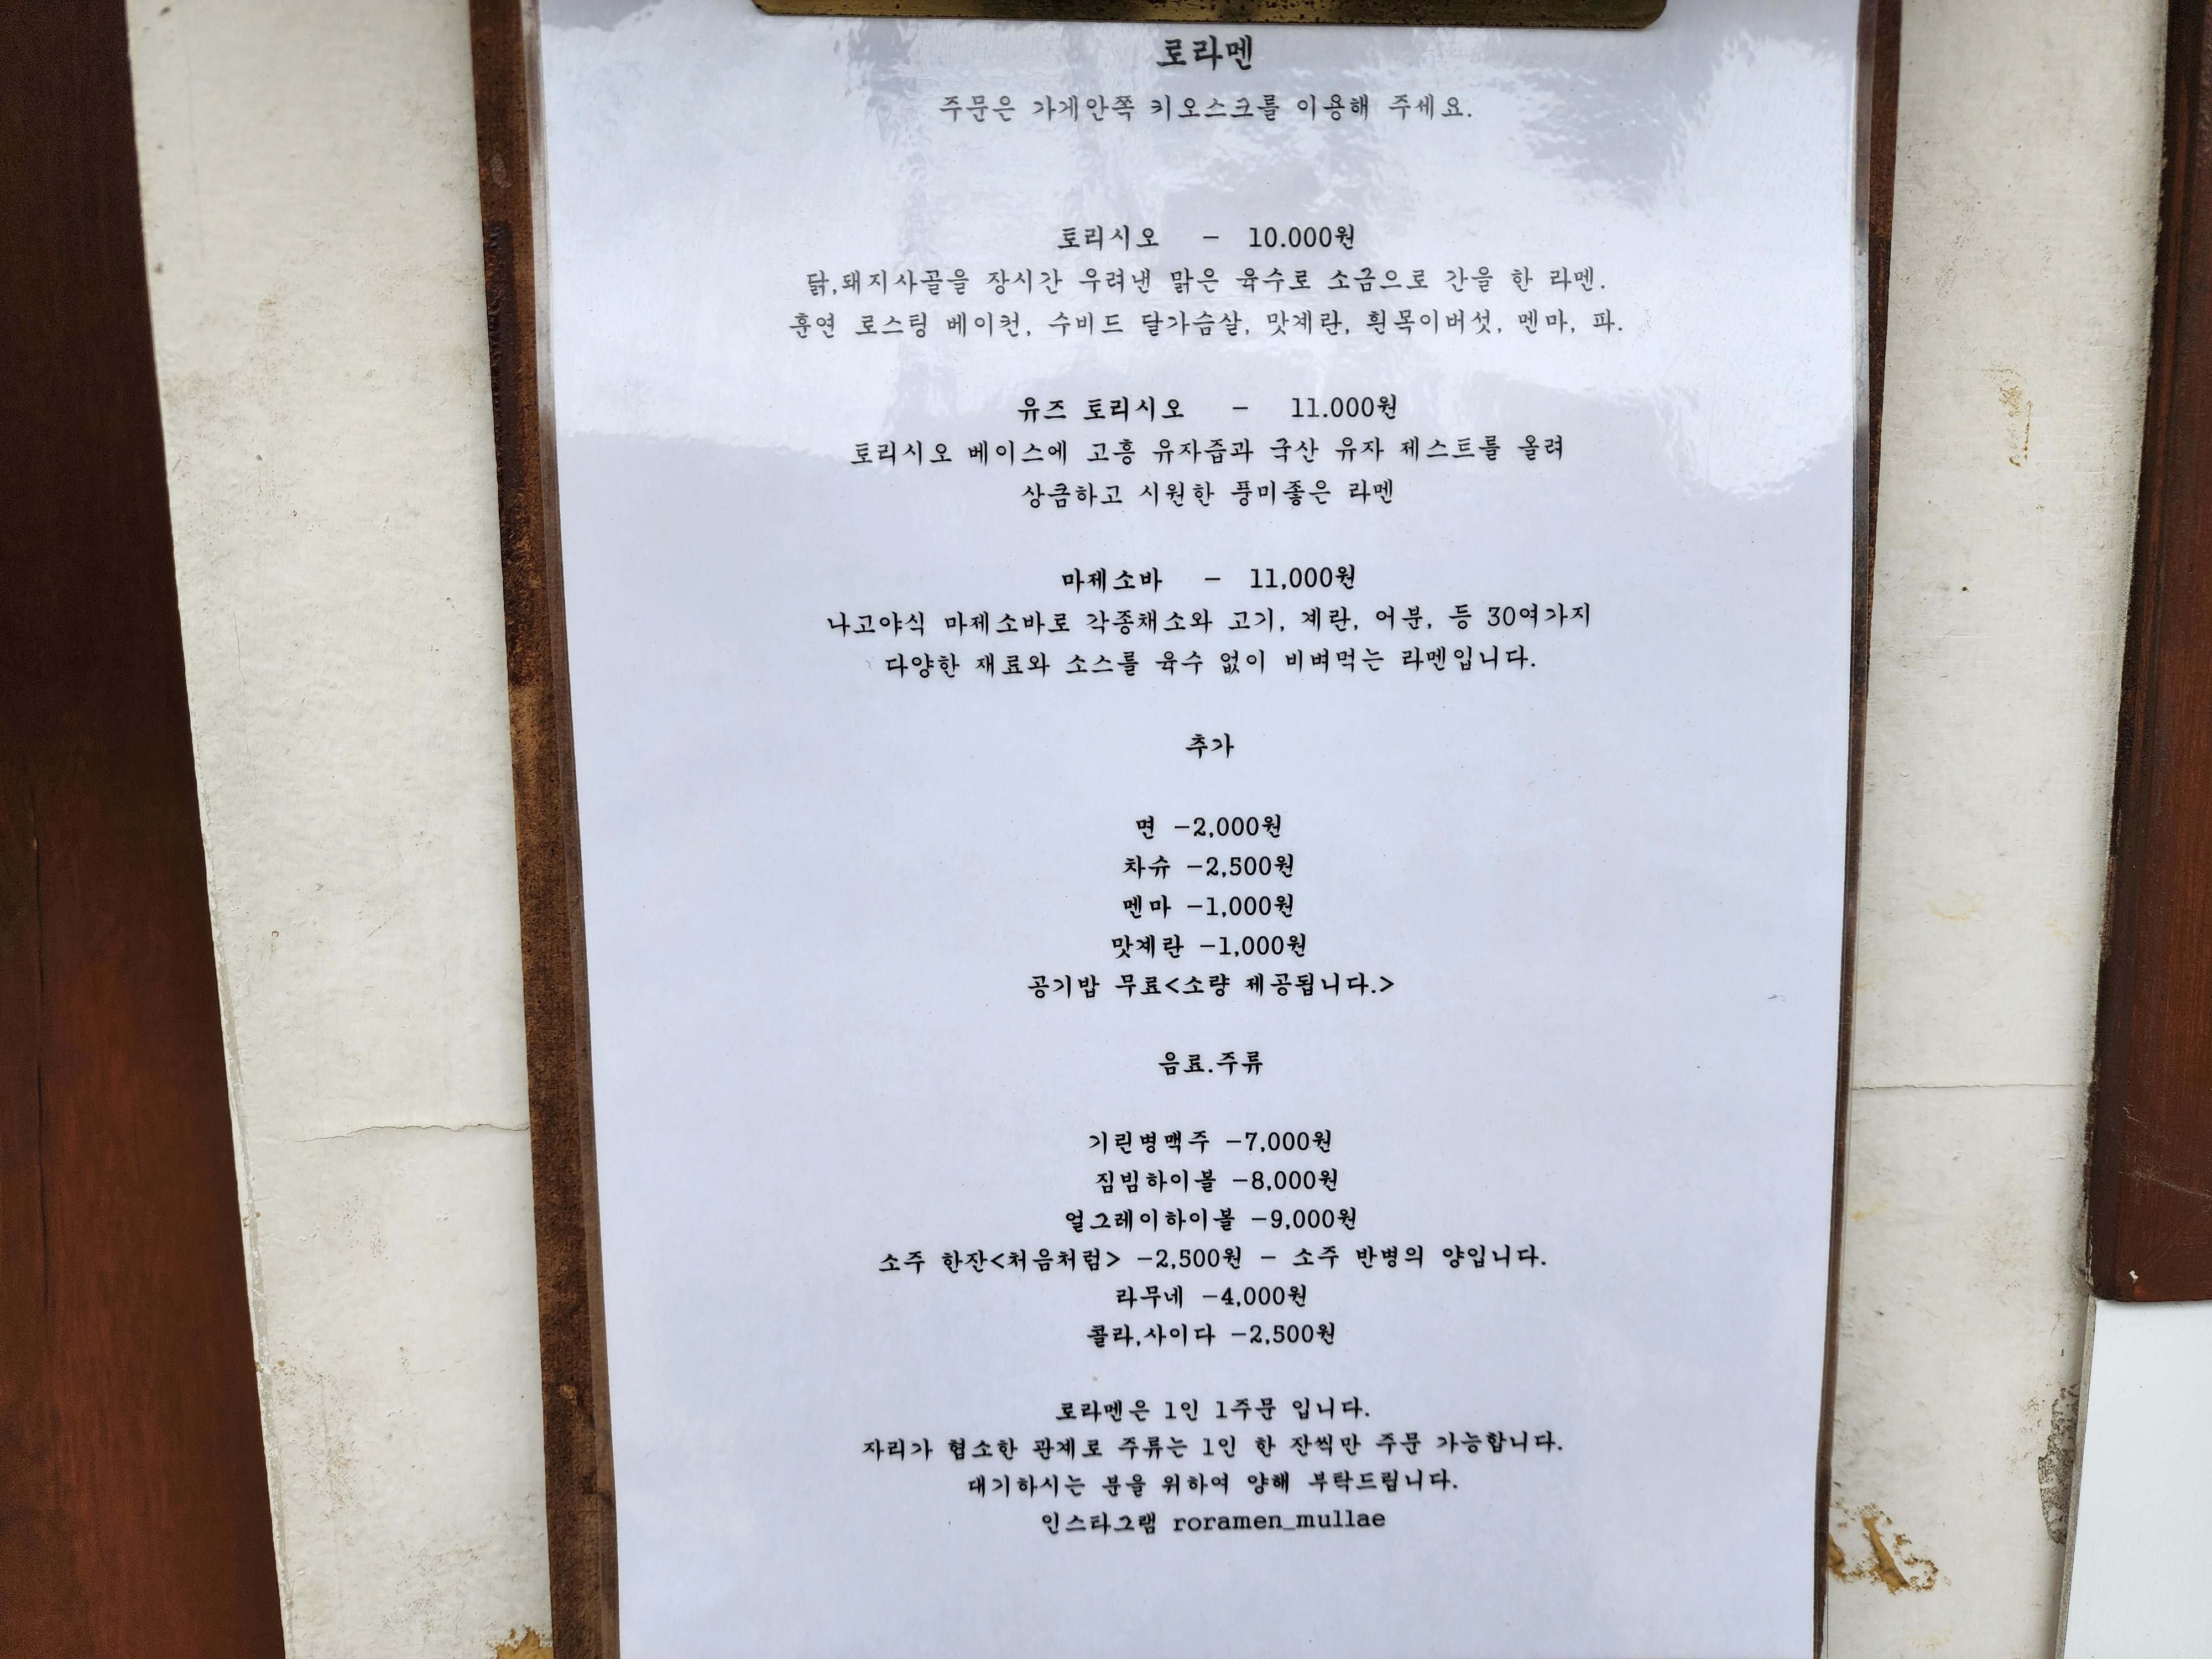 로라멘
주문은 가게안쪽 키오스크를 이용해 주세요.
토리시오 - 10.000원
닭,돼지사골을 장시간 우려낸 맑은 육수로 소금으로 간을 한 라멘.
훈연 로스팅 베이컨, 수비드 닭가슴살, 맛계란, 흰목이버섯, 멘마, 파.
유즈 토리시오 - 11.000원
토리시오 베이스에 고흥 유자즙과 국산 유자 제스트를 올려
상큼하고 시원한 풍미좋은 라멘
마제소바 - 11,000원
나고야식 마제소바로 각종채소와 고기, 계란, 어분, 등 30여가지
다양한 재료와 소스를 육수 없이 비벼먹는 라멘입니다.
추가
면 -2,000원
차슈 -2,500원
멘마 -1,000원
맛계란 -1,000원
공기밥 무료<소량 제공됩니다.>
음료.주류
기린병맥주 -7,000원
짐빔하이볼 -8,000원
얼그레이하이볼 -9,000원
소주 한잔<처음처럼> -2,500원 - 소주 반병의 양입니다.
라무네 -4,000원
콜라,사이다 -2,500원
로라멘은 1인 1주문 입니다.
자리가 협소한 관계로 주류는 1인 한 잔씩만 주문 가능합니다.
대기하시는 분을 위하여 양해 부탁드립니다.
인스타그램 roramen_mullae